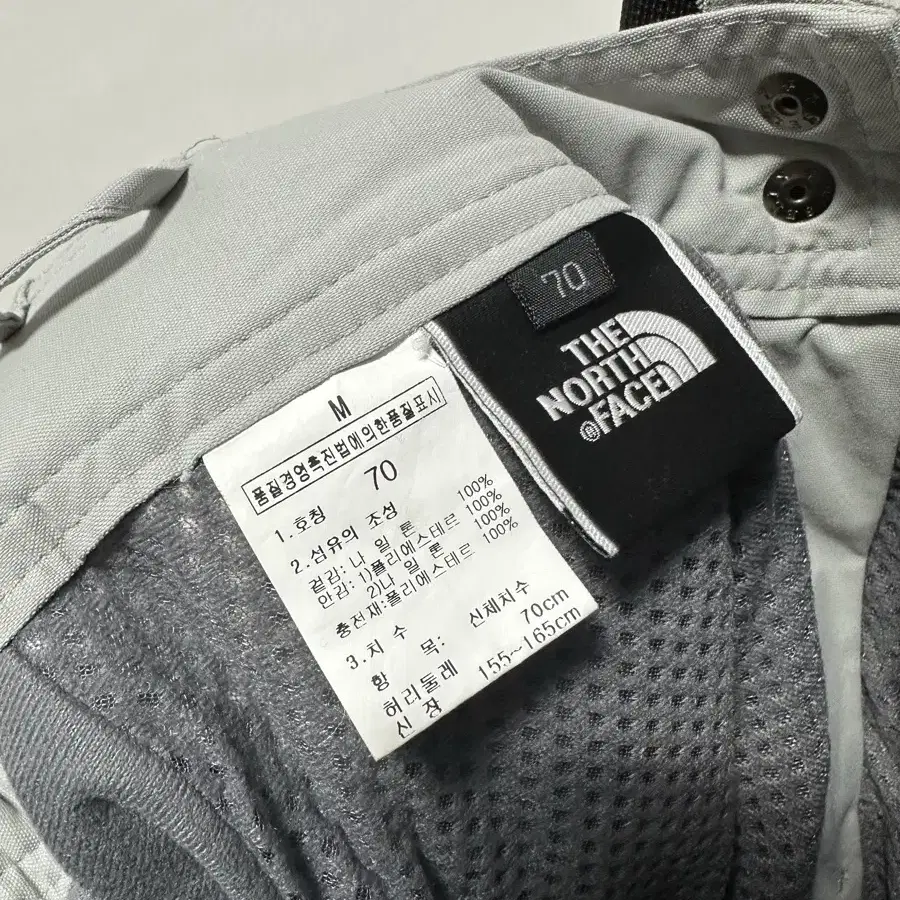 70
THE
NORTH
FACE
®
M
품질경영촉진법에의한품질표시
1.호칭 70
2.섬유의 조성
겉감: 나 일 론 100%
안감: 1)폴리에스테르 100%
2)나 일 론 100%
충전재:폴리에스테르 100%
3.치 수
항 목: 신체치수
허리둘레 70cm
신 장 155~165cm